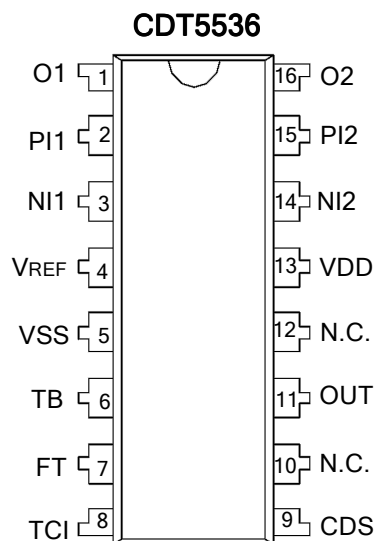 CDT5536
O1 1 16 O2
PI1 2 15 PI2
NI1 3 14 NI2
VREF 4 13 VDD
VSS 5 12 N.C.
TB 6 11 OUT
FT 7 10 N.C.
TCI 8 9 CDS